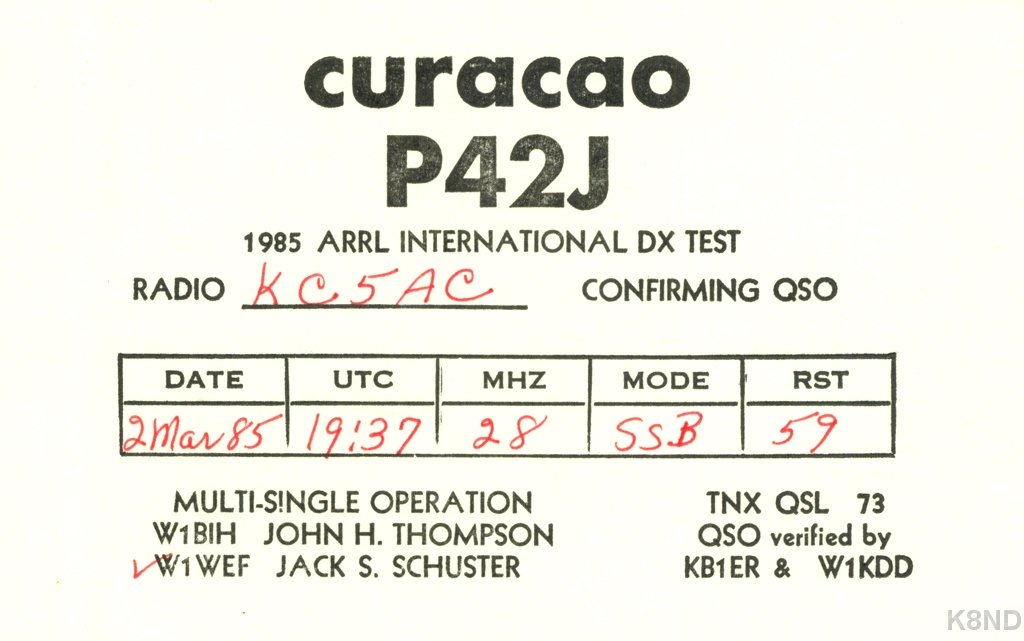 curacao
P42J
1985 ARRL INTERNATIONAL DX TEST
RADIO KC5AC CONFIRMING QSO
DATE UTC MHZ MODE RST
2 Mar 85 19:37 28 SSB 59
MULTI-SINGLE OPERATION TNX QSL 73
W1BIH JOHN H. THOMPSON QSO verified by
✓W1WEF JACK S. SCHUSTER KB1ER & W1KDD
K8ND